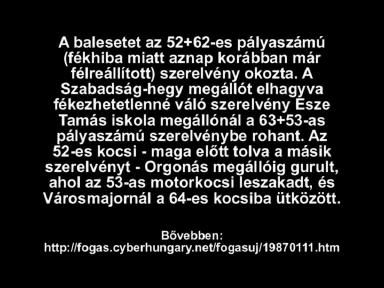 A balesetet az 52+62-es pályaszámú
(fékhiba miatt aznap korábban már
félreállított) szerelvény okozta. A
Szabadság-hegy megállót elhagyva
fékezhetetlenné váló szerelvény Esze
Tamás iskola megállónál a 63+53-as
pályaszámú szerelvénybe rohant. Az
52-es kocsi - maga előtt tolva a másik
szerelvényt - Orgonás megállóig gurult,
ahol az 53-as motorkocsi leszakadt, és
Városmajornál a 64-es kocsiba ütközött.
Bővebben:
http://fogas.cyberhungary.net/fogasuj/19870111.htm